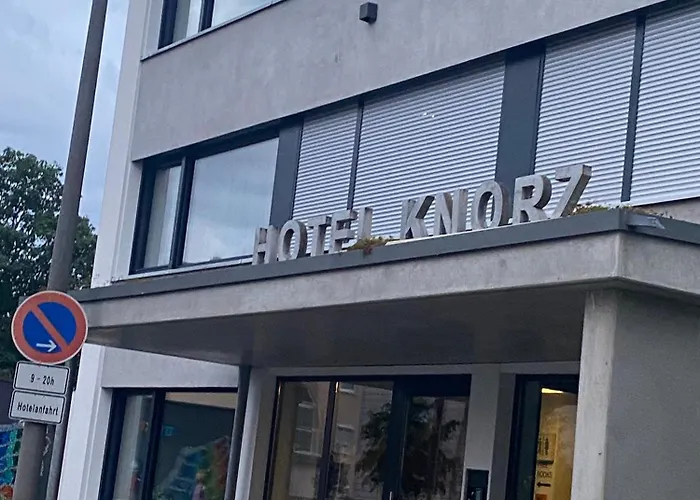 HOTEL KNORZ
9 - 20h
Hotelanfahrt